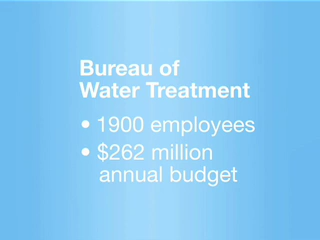 Bureau of
Water Treatment
• 1900 employees
• $262 million
annual budget